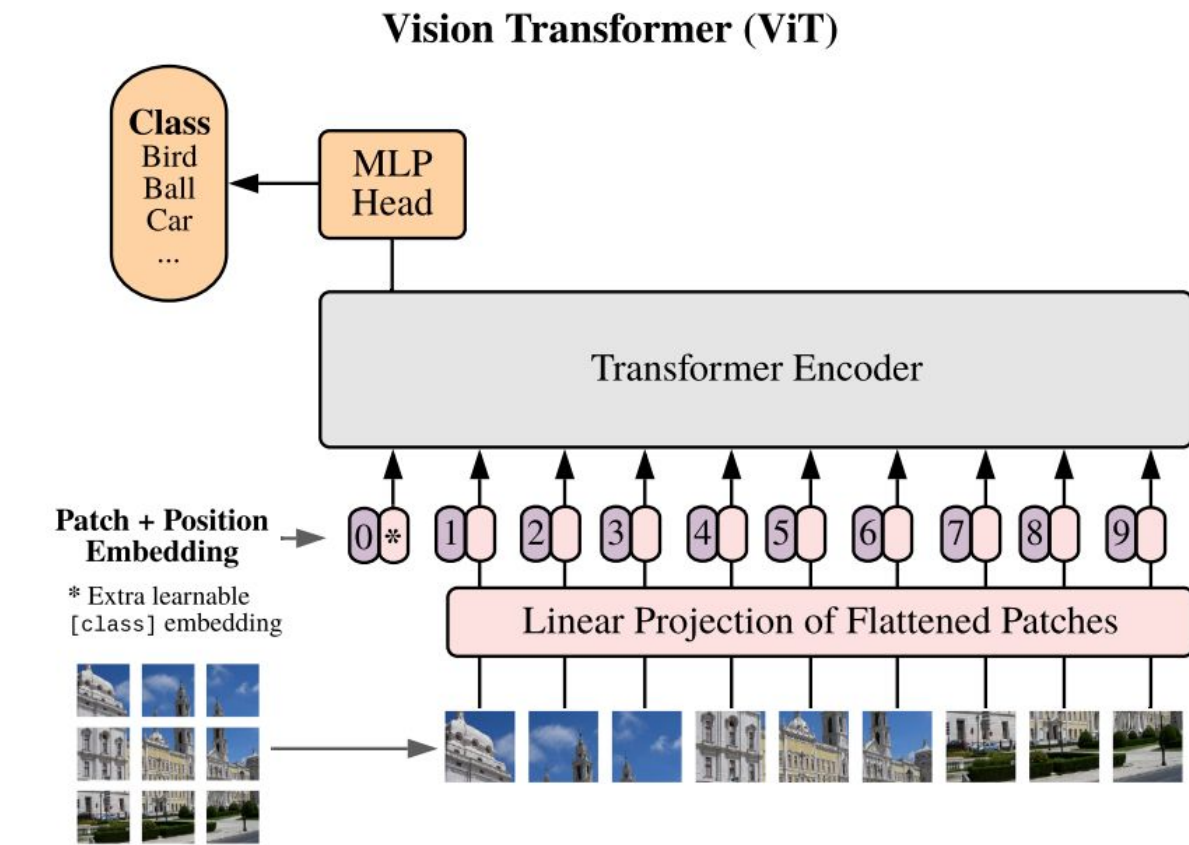 Vision Transformer (ViT)
Class
Bird
Ball
Car
...
MLP
Head
Transformer Encoder
Patch + Position
Embedding
* Extra learnable
[class] embedding
0 * 1 2 3 4 5 6 7 8 9
Linear Projection of Flattened Patches